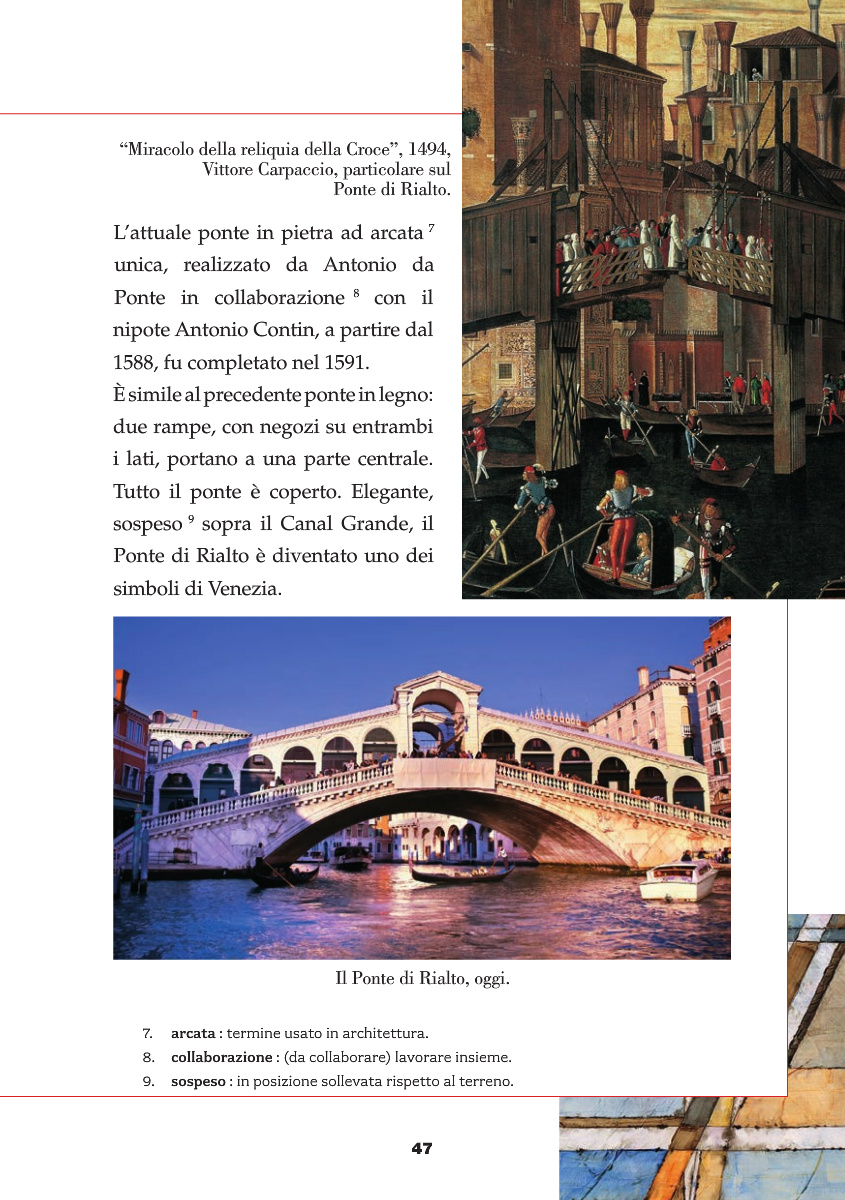 “Miracolo della reliquia della Croce”, 1494,
Vittore Carpaccio, particolare sul
Ponte di Rialto.
L’attuale ponte in pietra ad arcata 7
unica, realizzato da Antonio da
Ponte in collaborazione 8 con il
nipote Antonio Contin, a partire dal
1588, fu completato nel 1591.
È simile al precedente ponte in legno:
due rampe, con negozi su entrambi
i lati, portano a una parte centrale.
Tutto il ponte è coperto. Elegante,
sospeso 9 sopra il Canal Grande, il
Ponte di Rialto è diventato uno dei
simboli di Venezia.
Il Ponte di Rialto, oggi.
7. arcata : termine usato in architettura.
8. collaborazione : (da collaborare) lavorare insieme.
9. sospeso : in posizione sollevata rispetto al terreno.
47